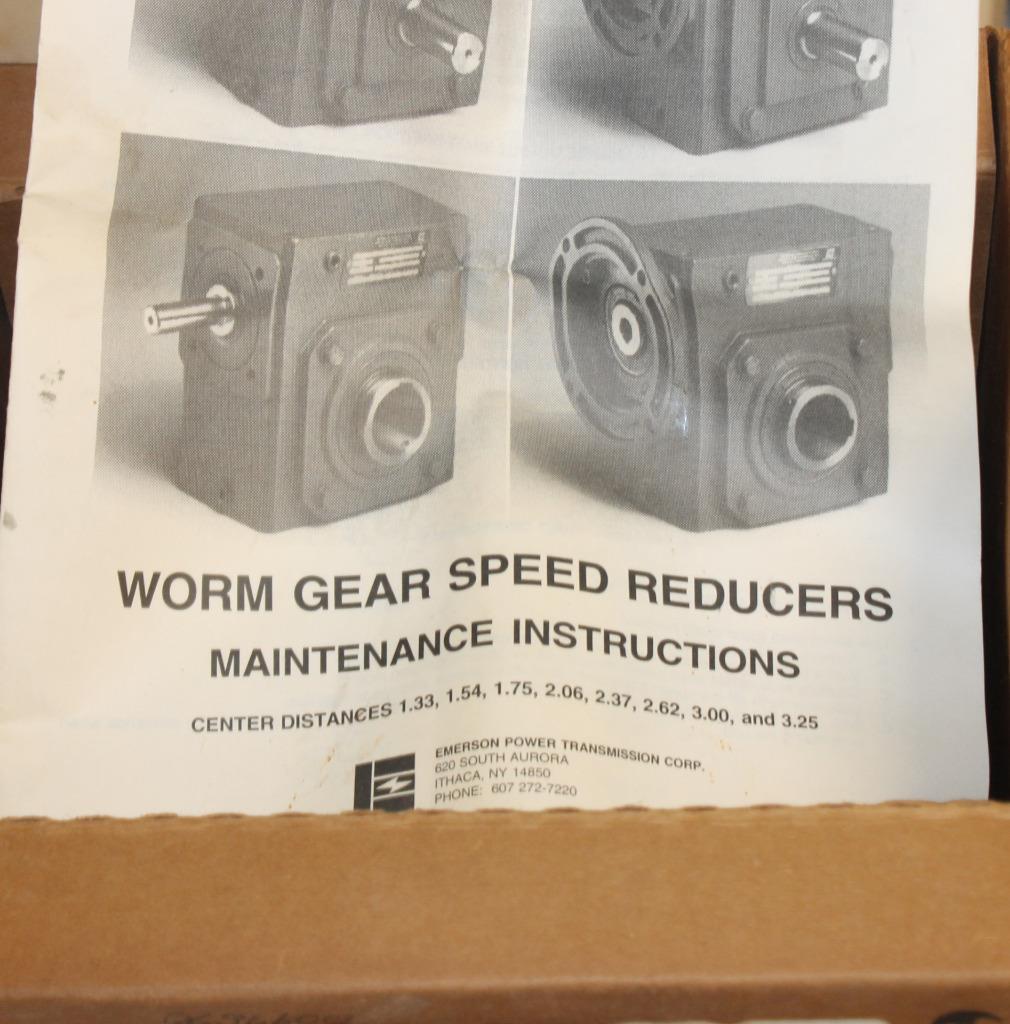 WORM GEAR SPEED REDUCERS
MAINTENANCE INSTRUCTIONS
CENTER DISTANCES 1.33, 1.54, 1.75, 2.06, 2.37, 2.62, 3.00, and 3.25
EMERSON POWER TRANSMISSION CORP.
620 SOUTH AURORA
ITHACA, NY 14850
PHONE: 607 272-7220